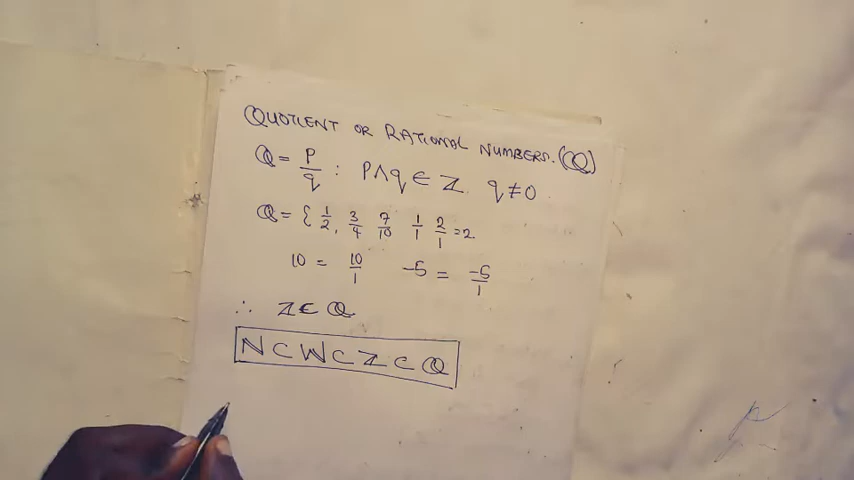 QUOTIENT OR RATIONAL NUMBERS. (ℚ)
ℚ = p/q : p∧q ∈ ℤ q ≠ 0
ℚ = { 1/2, 3/4 7/10 1/1 2/1 = 2
10 = 10/1 -5 = -5/1
∴ ℤ ∈ ℚ
ℕ ⊂ 𝕎 ⊂ ℤ ⊂ ℚ